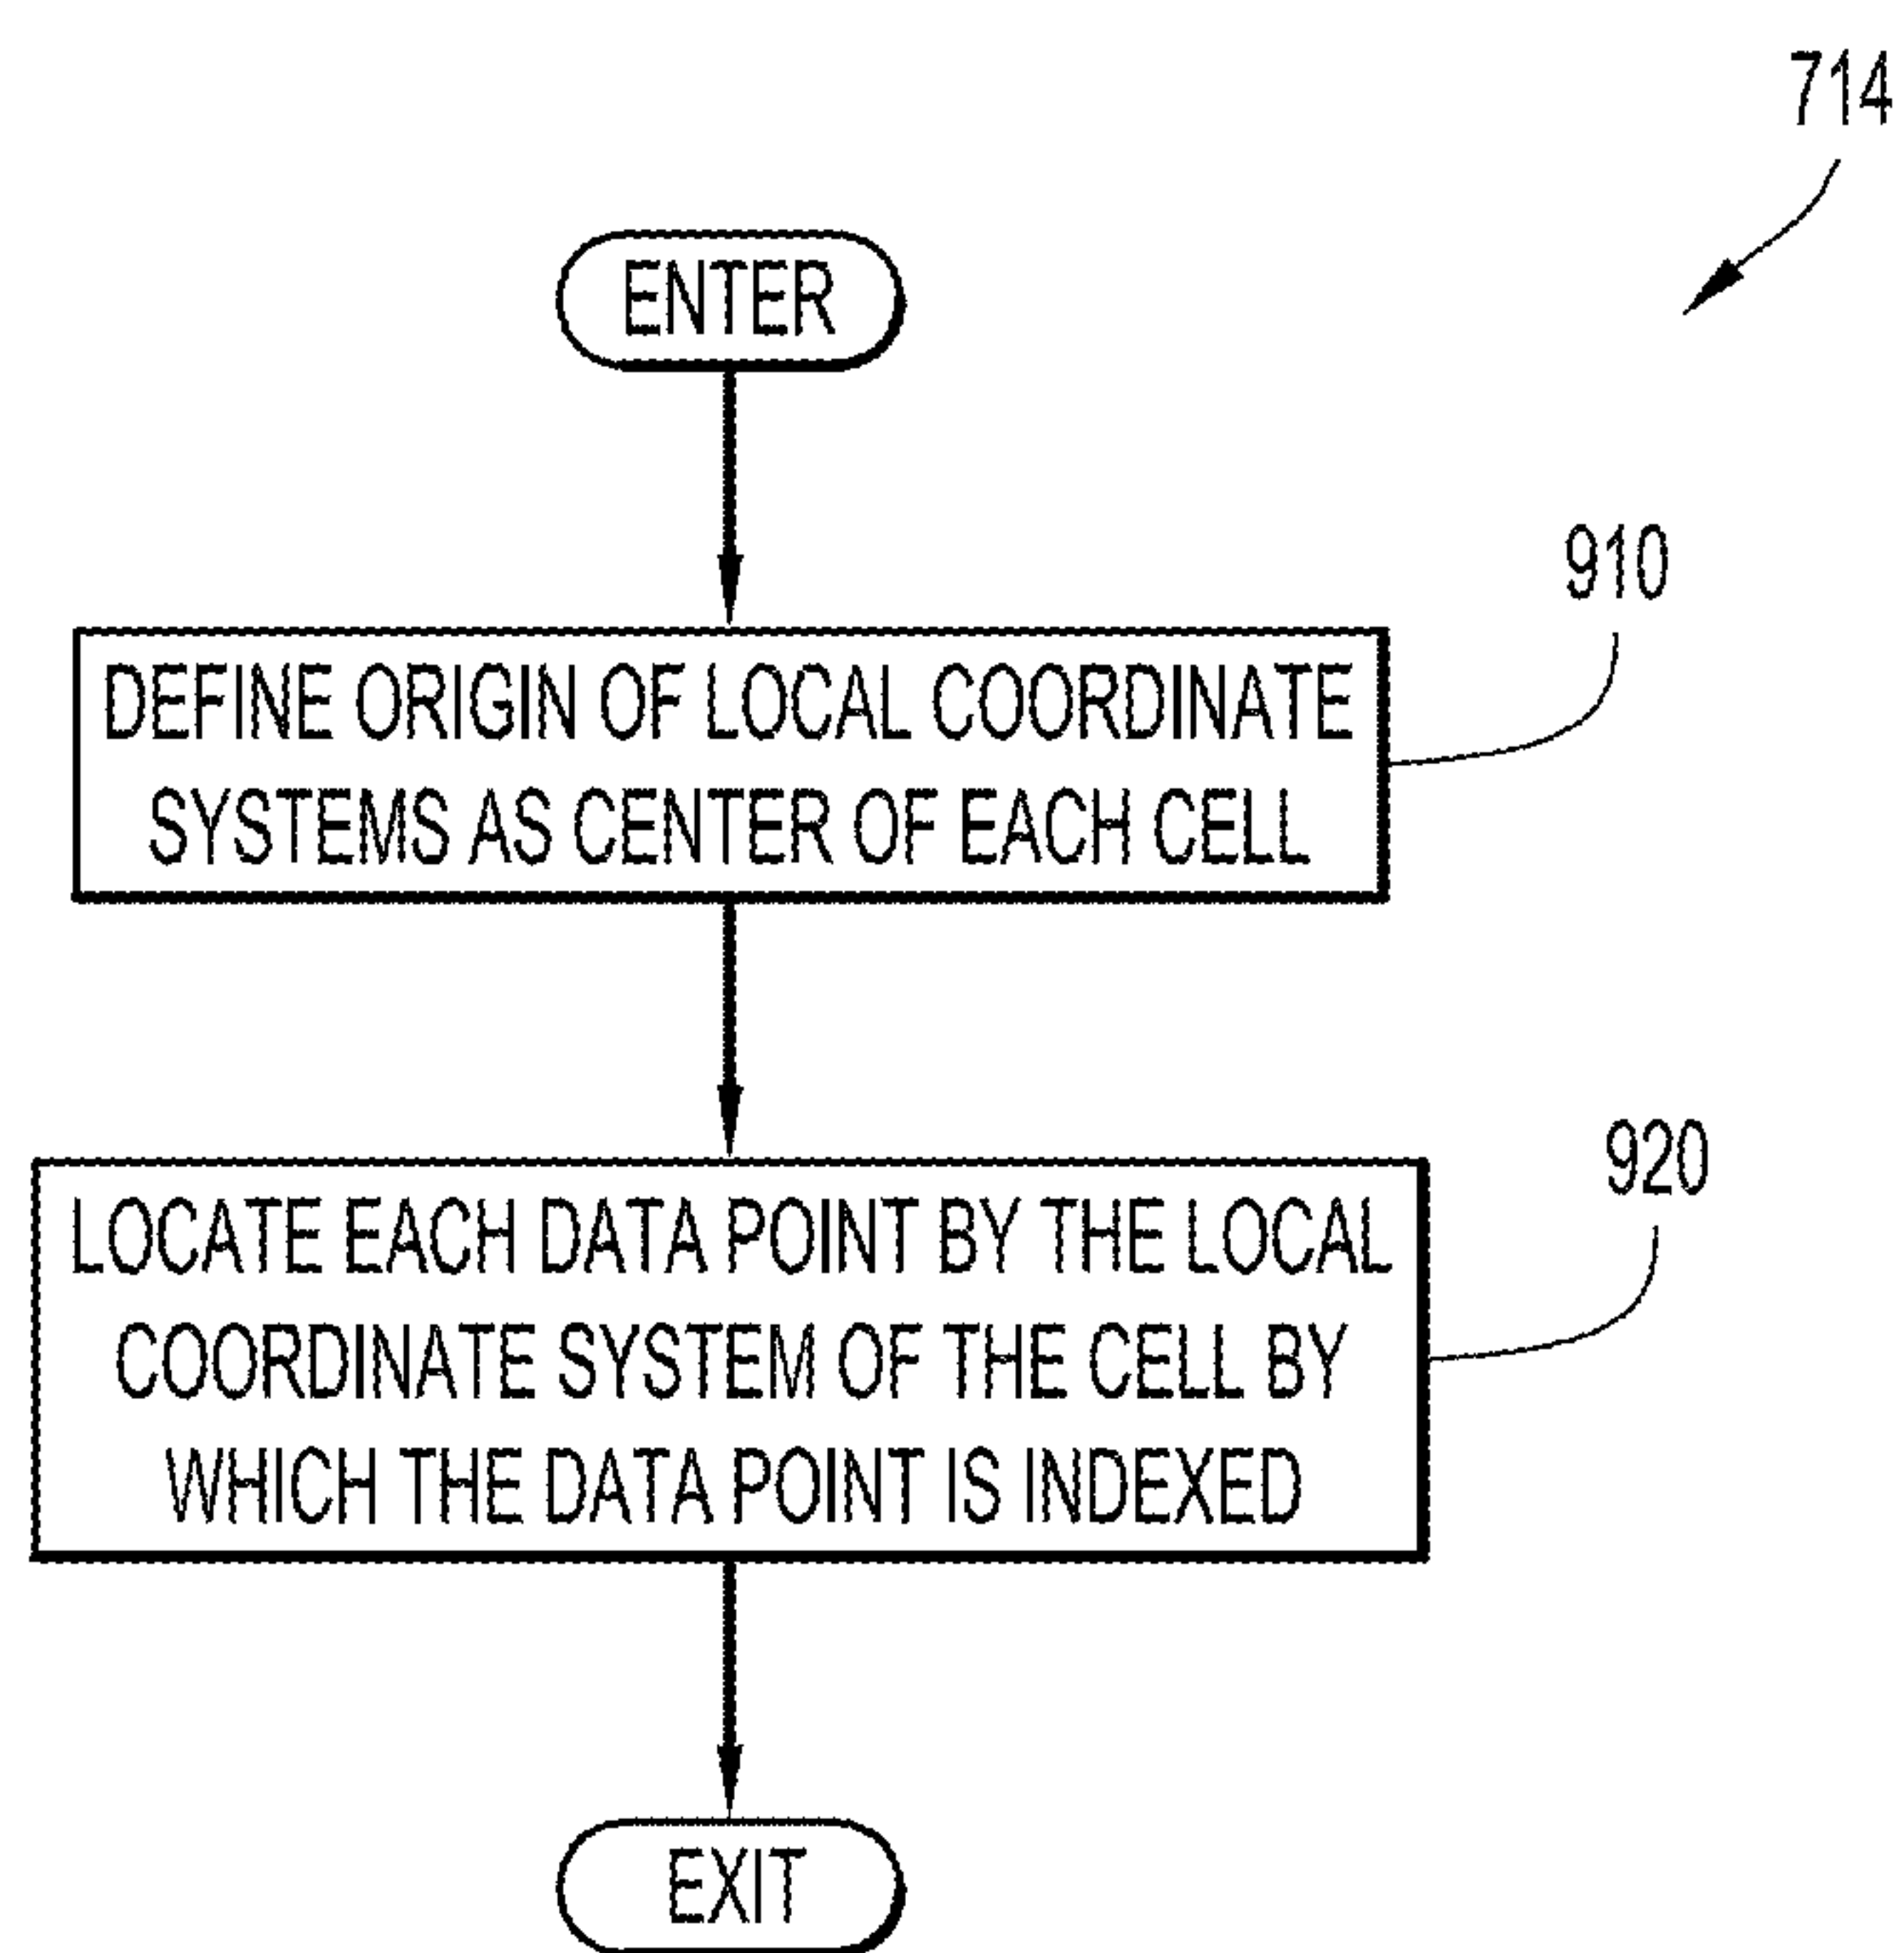 714
ENTER
910
DEFINE ORIGIN OF LOCAL COORDINATE
SYSTEMS AS CENTER OF EACH CELL
920
LOCATE EACH DATA POINT BY THE LOCAL
COORDINATE SYSTEM OF THE CELL BY
WHICH THE DATA POINT IS INDEXED
EXIT